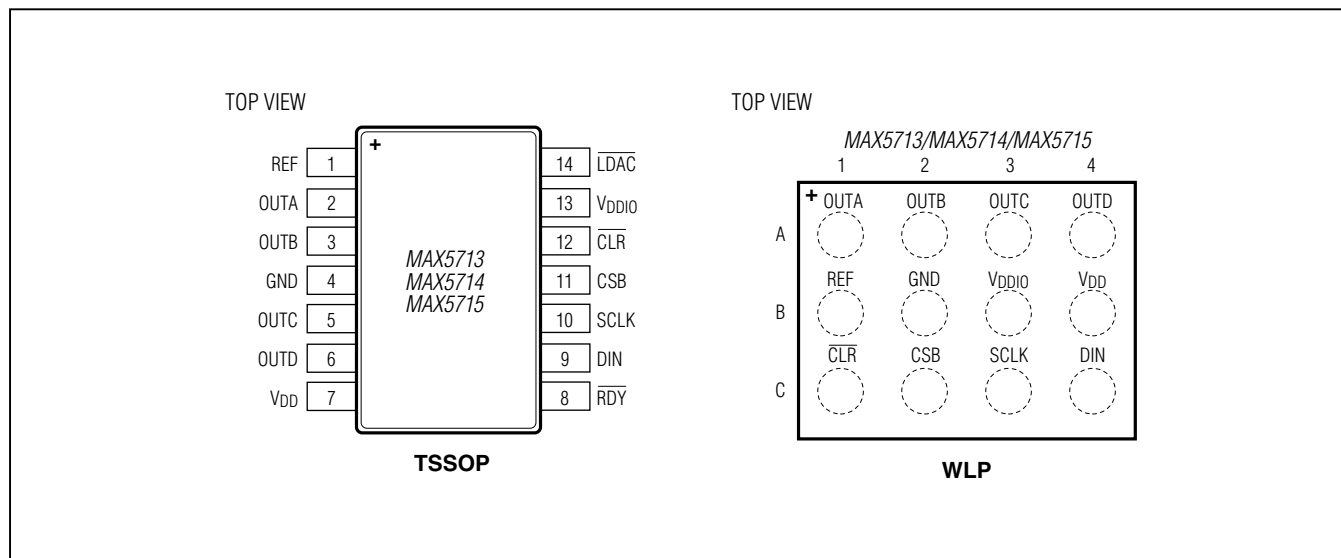 TOP VIEW
+
REF 1
OUTA 2
OUTB 3
GND 4
OUTC 5
OUTD 6
VDD 7
MAX5713
MAX5714
MAX5715
14 LDAC
13 VDDIO
12 CLR
11 CSB
10 SCLK
9 DIN
8 RDY
TSSOP
TOP VIEW
MAX5713/MAX5714/MAX5715
1 2 3 4
+ OUTA OUTB OUTC OUTD
A
REF GND VDDIO VDD
B
CLR CSB SCLK DIN
C
WLP